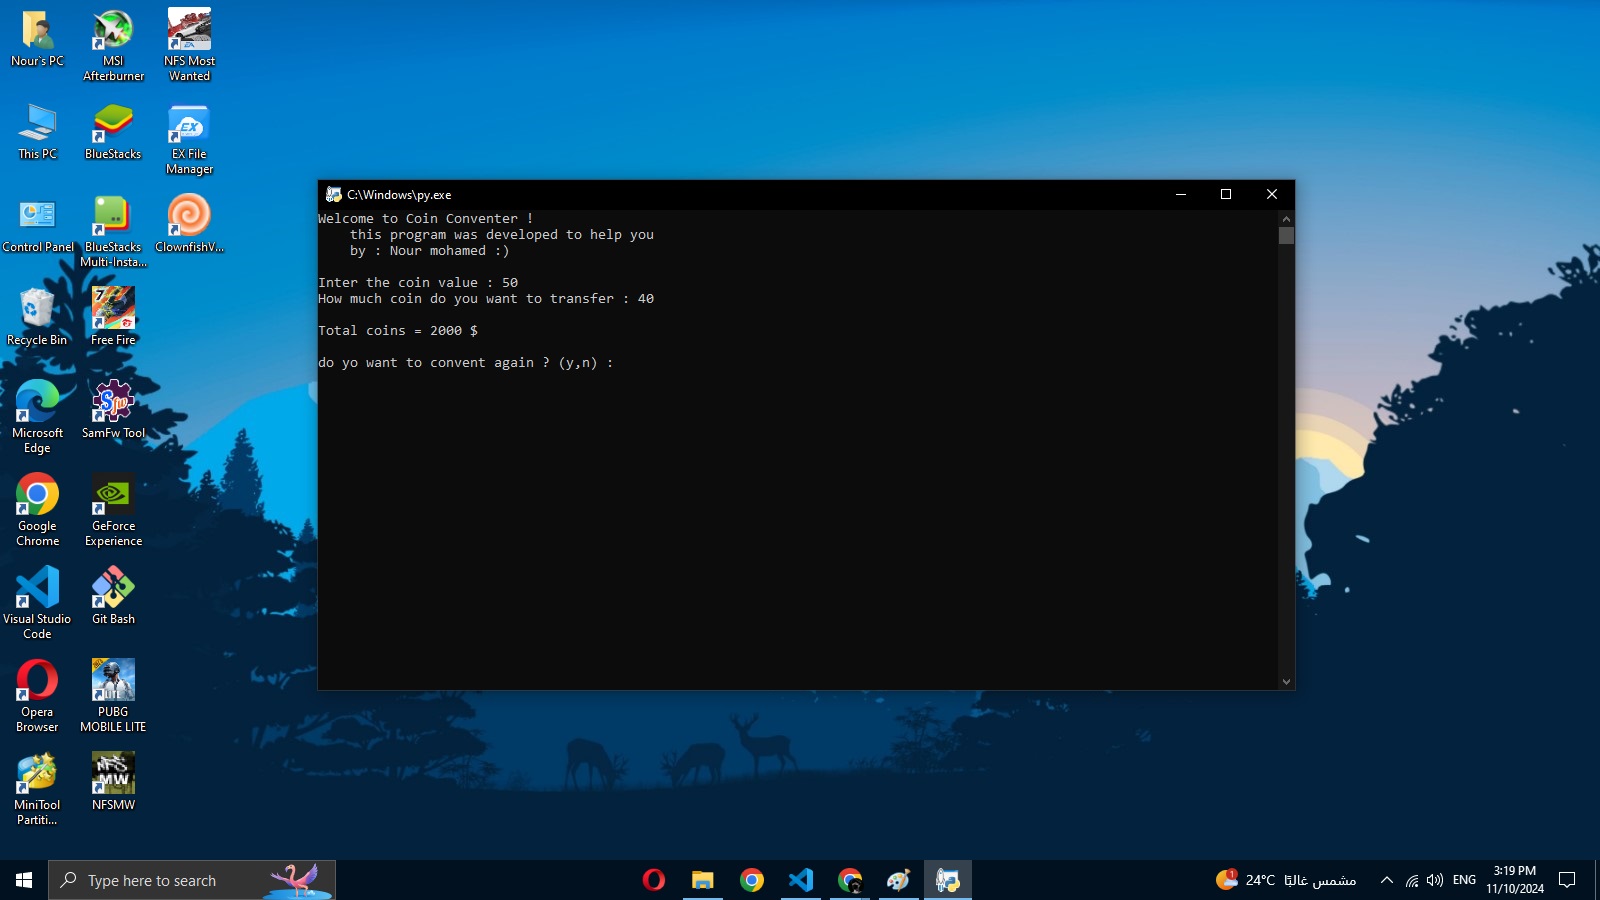 Nour`s PC
MSI Afterburner
NFS Most Wanted
This PC
BlueStacks
EX File Manager
Control Panel
BlueStacks Multi-Insta...
ClownfishV...
Recycle Bin
Free Fire
Microsoft Edge
SamFw Tool
Google Chrome
GeForce Experience
Visual Studio Code
Git Bash
Opera Browser
PUBG MOBILE LITE
MiniTool Partiti...
NFSMW
C:\Windows\py.exe
Welcome to Coin Conventer !
this program was developed to help you
by : Nour mohamed :)
Inter the coin value : 50
How much coin do you want to transfer : 40
Total coins = 2000 $
do yo want to convent again ? (y,n) :
Type here to search
24°C مشمس غالبًا
ENG
3:19 PM
11/10/2024